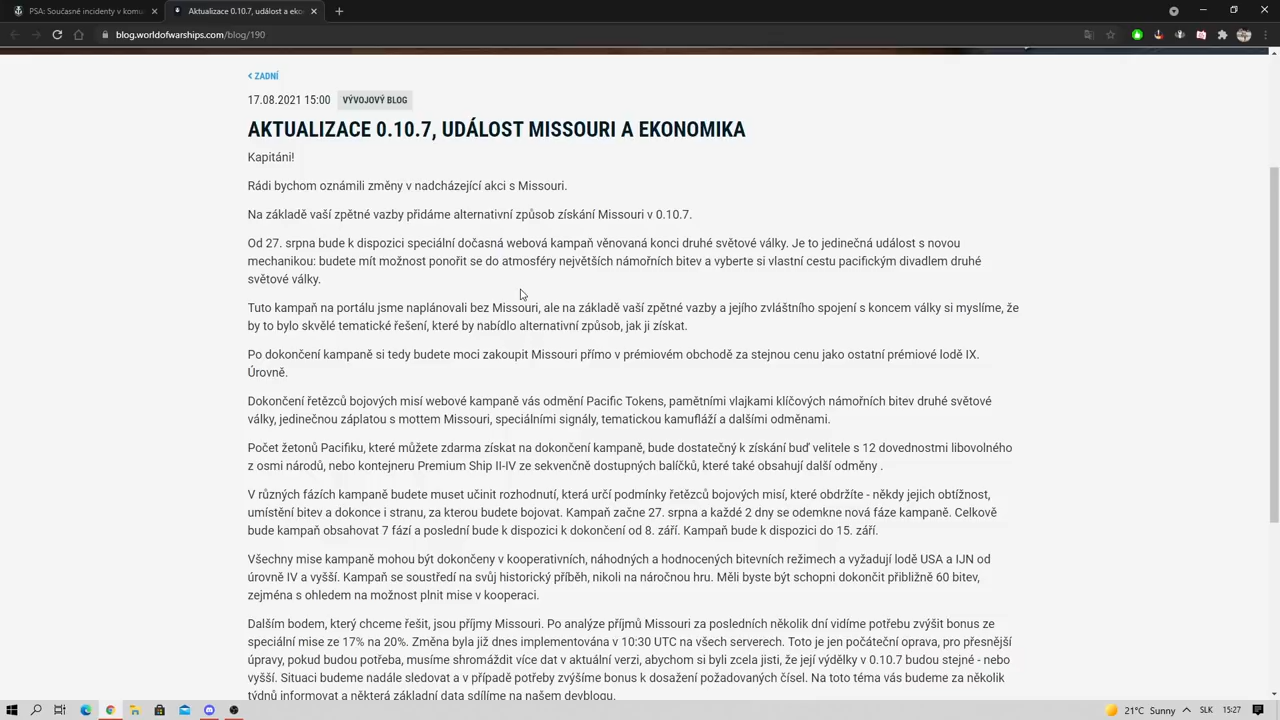 PSA: Současné incidenty v kom
Aktualizace 0.10.7, událost a eko
blog.worldofwarships.com/blog/190
< ZADNÍ
17.08.2021 15:00 VÝVOJOVÝ BLOG
AKTUALIZACE 0.10.7, UDÁLOST MISSOURI A EKONOMIKA
Kapitáni!
Rádi bychom oznámili změny v nadcházející akci s Missouri.
Na základě vaší zpětné vazby přidáme alternativní způsob získání Missouri v 0.10.7.
Od 27. srpna bude k dispozici speciální dočasná webová kampaň věnovaná konci druhé světové války. Je to jedinečná událost s novou
mechanikou: budete mít možnost ponořit se do atmosféry největších námořních bitev a vyberte si vlastní cestu pacifickým divadlem druhé
světové války.
Tuto kampaň na portálu jsme naplánovali bez Missouri, ale na základě vaší zpětné vazby a jejího zvláštního spojení s koncem války si myslíme, že
by to bylo skvělé tematické řešení, které by nabídlo alternativní způsob, jak ji získat.
Po dokončení kampaně si tedy budete moci zakoupit Missouri přímo v prémiovém obchodě za stejnou cenu jako ostatní prémiové lodě IX.
Úrovně.
Dokončení řetězců bojových misí webové kampaně vás odmění Pacific Tokens, pamětními vlajkami klíčových námořních bitev druhé světové
války, jedinečnou záplatou s mottem Missouri, speciálními signály, tematickou kamufláží a dalšími odměnami.
Počet žetonů Pacifiku, které můžete zdarma získat na dokončení kampaně, bude dostatečný k získání buď velitele s 12 dovednostmi libovolného
z osmi národů, nebo kontejneru Premium Ship II-IV ze sekvenčně dostupných balíčků, které také obsahují další odměny .
V různých fázích kampaně budete muset učinit rozhodnutí, která určí podmínky řetězců bojových misí, které obdržíte - někdy jejich obtížnost,
umístění bitev a dokonce i stranu, za kterou budete bojovat. Kampaň začne 27. srpna a každé 2 dny se odemkne nová fáze kampaně. Celkově
bude kampaň obsahovat 7 fází a poslední bude k dispozici k dokončení od 8. září. Kampaň bude k dispozici do 15. září.
Všechny mise kampaně mohou být dokončeny v kooperativních, náhodných a hodnocených bitevních režimech a vyžadují lodě USA a IJN od
úrovně IV a vyšší. Kampaň se soustředí na svůj historický příběh, nikoli na náročnou hru. Měli byste být schopni dokončit přibližně 60 bitev,
zejména s ohledem na možnost plnit mise v kooperaci.
Dalším bodem, který chceme řešit, jsou příjmy Missouri. Po analýze příjmů Missouri za posledních několik dní vidíme potřebu zvýšit bonus ze
speciální mise ze 17% na 20%. Změna byla již dnes implementována v 10:30 UTC na všech serverech. Toto je jen počáteční oprava, pro přesnější
úpravy, pokud budou potřeba, musíme shromáždit více dat v aktuální verzi, abychom si byli zcela jisti, že její výdělky v 0.10.7 budou stejné - nebo
vyšší. Situaci budeme nadále sledovat a v případě potřeby zvýšíme bonus k dosažení požadovaných čísel. Na toto téma vás budeme za několik
týdnů informovat a některá základní data sdílíme na našem devblogu.
21°C Sunny SLK 15:27